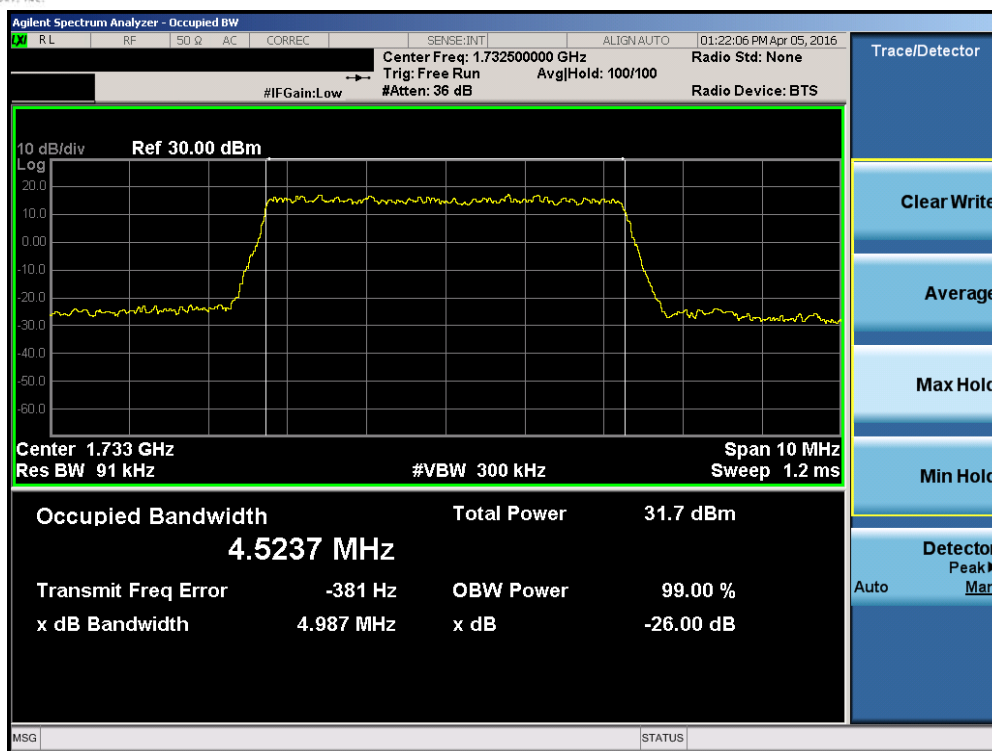 Agilent Spectrum Analyzer - Occupied BW
LXI RL RF 50 Ω AC CORREC SENSE:INT ALIGN AUTO 01:22:06 PM Apr 05, 2016
Center Freq: 1.732500000 GHz Radio Std: None
Trig: Free Run Avg|Hold: 100/100
#IFGain:Low #Atten: 36 dB Radio Device: BTS
Trace/Detector
10 dB/div Ref 30.00 dBm
Log
20.0
10.0
0.00
-10.0
-20.0
-30.0
-40.0
-50.0
-60.0
Center 1.733 GHz Span 10 MHz
Res BW 91 kHz #VBW 300 kHz Sweep 1.2 ms
Occupied Bandwidth Total Power 31.7 dBm
4.5237 MHz
Transmit Freq Error -381 Hz OBW Power 99.00 %
x dB Bandwidth 4.987 MHz x dB -26.00 dB
Clear Write
Average
Max Hold
Min Hold
Detector
Peak▶
Auto Man
MSG STATUS